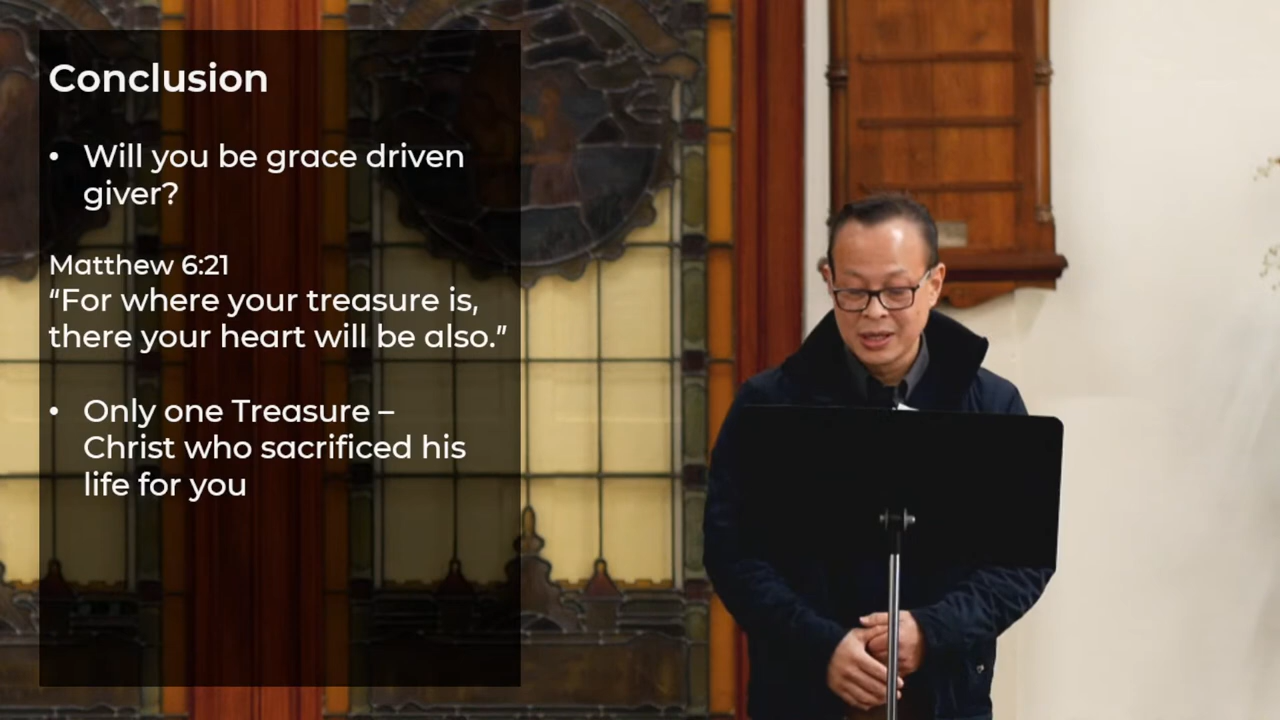 Conclusion
• Will you be grace driven
giver?
Matthew 6:21
“For where your treasure is,
there your heart will be also.”
• Only one Treasure –
Christ who sacrificed his
life for you